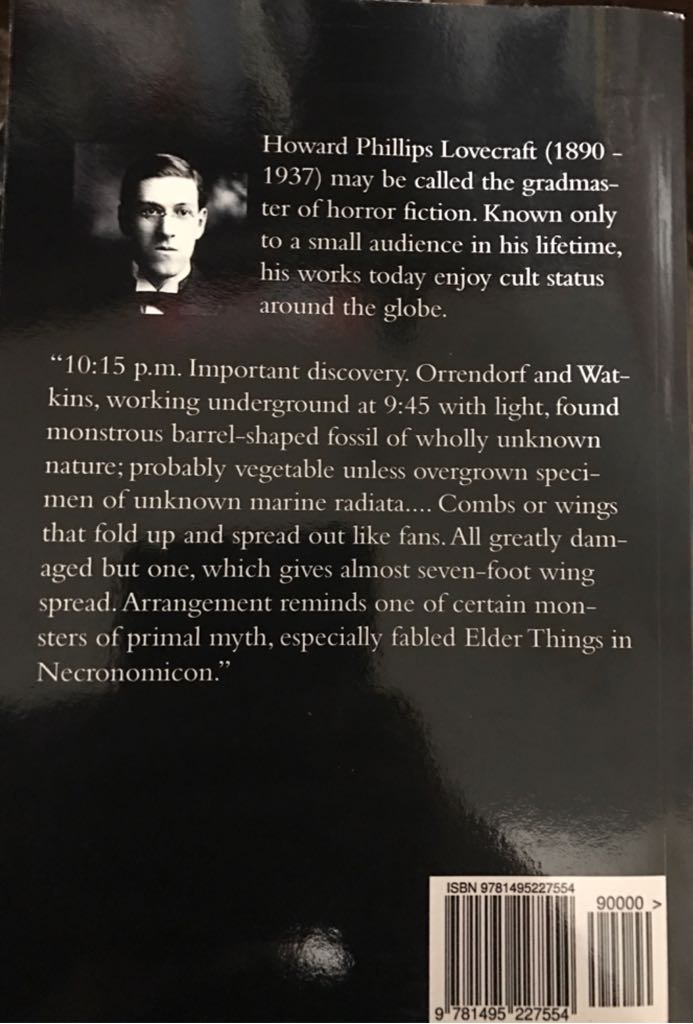 Howard Phillips Lovecraft (1890 –
1937) may be called the gradmas-
ter of horror fiction. Known only
to a small audience in his lifetime,
his works today enjoy cult status
around the globe.
“10:15 p.m. Important discovery. Orrendorf and Wat-
kins, working underground at 9:45 with light, found
monstrous barrel-shaped fossil of wholly unknown
nature; probably vegetable unless overgrown speci-
men of unknown marine radiata.... Combs or wings
that fold up and spread out like fans. All greatly dam-
aged but one, which gives almost seven-foot wing
spread. Arrangement reminds one of certain mon-
sters of primal myth, especially fabled Elder Things in
Necronomicon.”
ISBN 9781495227554
90000 >
9 781495 227554